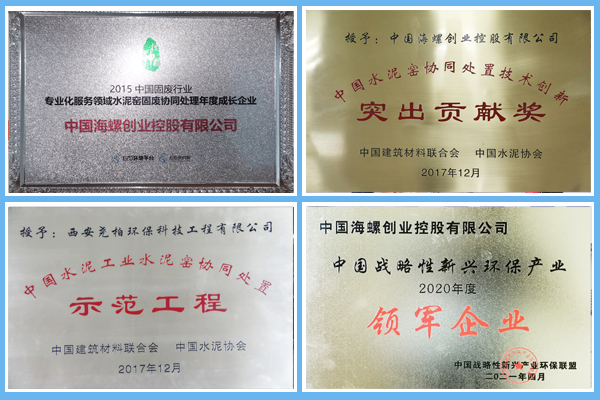 2015 中国固废行业
专业化服务领域水泥窑固废协同处理年度成长企业
中国海螺创业控股有限公司
授予：中国海螺创业控股有限公司
中国水泥窑协同处置技术创新
突出贡献奖
中国建筑材料联合会 中国水泥协会
2017年12月
授予：西安尧柏环保科技工程有限公司
中国水泥工业水泥窑协同处置
示范工程
中国建筑材料联合会 中国水泥协会
2017年12月
中国海螺创业控股有限公司
中国战略性新兴环保产业
2020年度
领军企业
中国战略性新兴产业环保联盟
二〇二一年四月